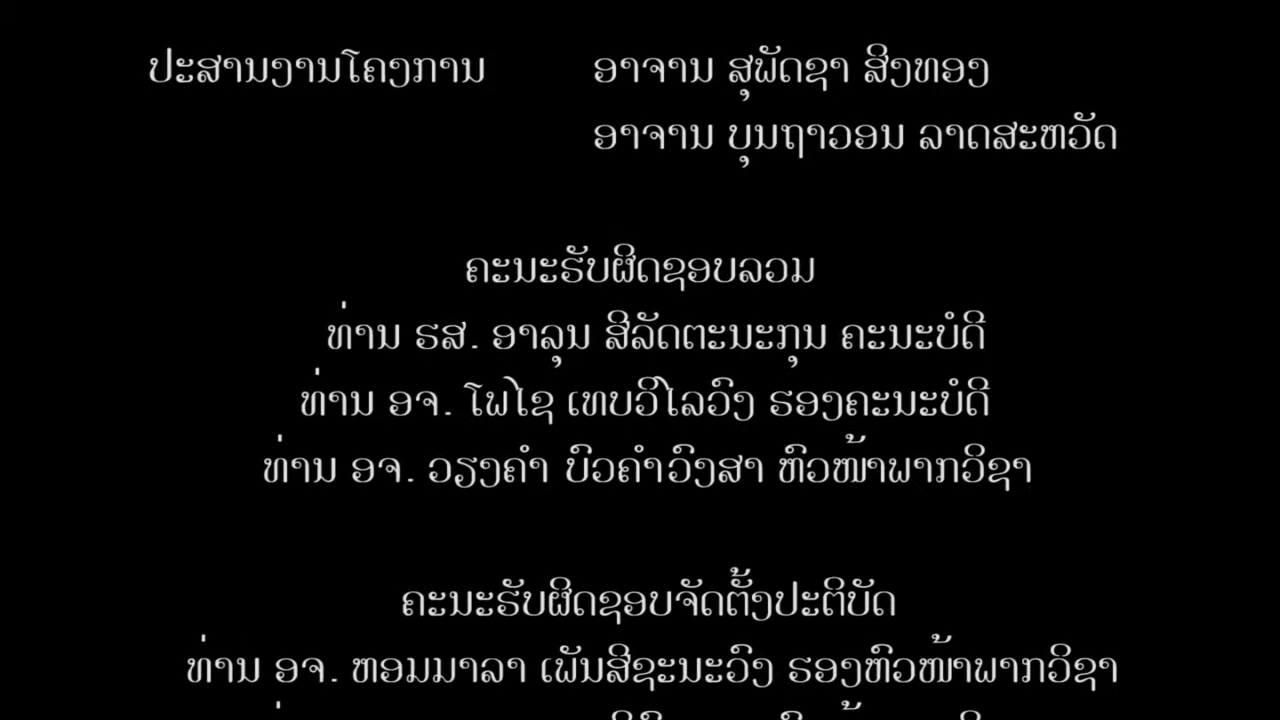 ປະສານງານໂຄງການ ອາຈານ ສຸພັດຊາ ສິງທອງ
ອາຈານ ບຸນຖາວອນ ລາດສະຫວັດ
ຄະນະຮັບຜິດຊອບລວມ
ທ່ານ ຮສ. ອາລຸນ ສີລັດຕະນະກຸນ ຄະນະບໍດີ
ທ່ານ ອຈ. ໂພໄຊ ເທບວິໄລວົງ ຮອງຄະນະບໍດີ
ທ່ານ ອຈ. ວຽງຄຳ ບົວຄຳວົງສາ ຫົວໜ້າພາກວິຊາ
ຄະນະຮັບຜິດຊອບຈັດຕັ້ງປະຕິບັດ
ທ່ານ ອຈ. ຫອມມາລາ ເພັນສີຊະນະວົງ ຮອງຫົວໜ້າພາກວິຊາ